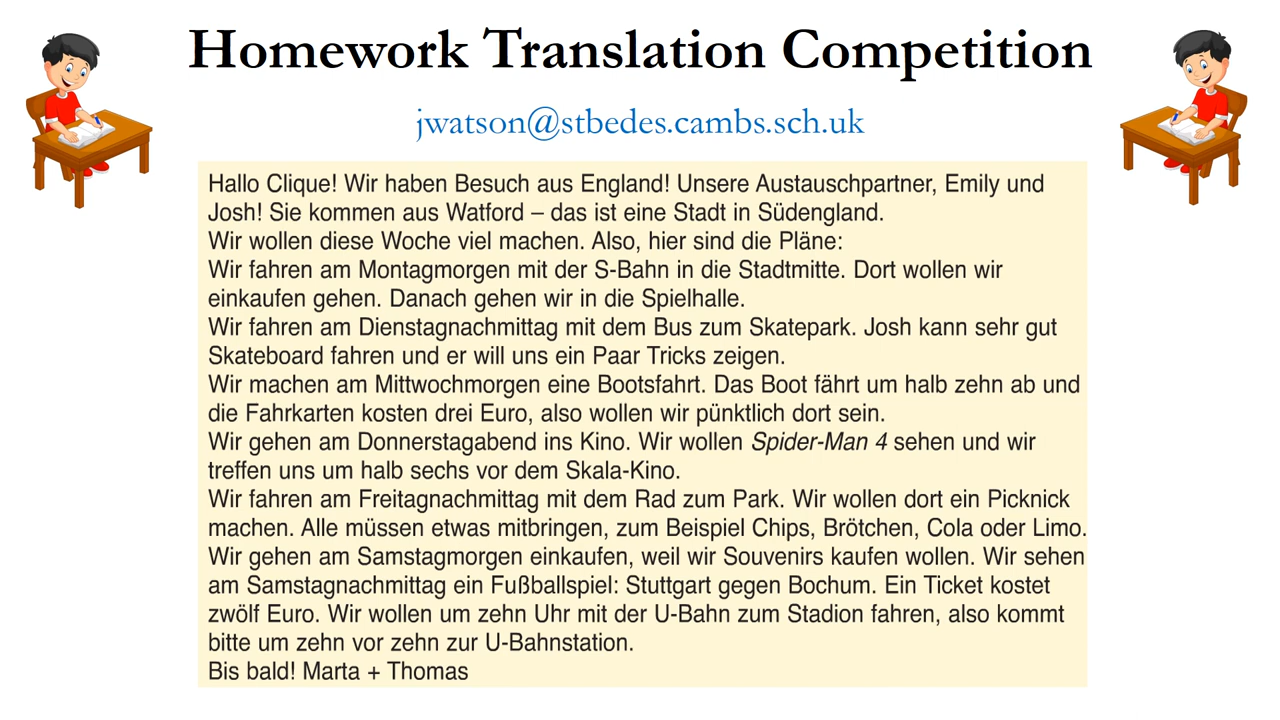 Homework Translation Competition
jwatson@stbedes.cambs.sch.uk
Hallo Clique! Wir haben Besuch aus England! Unsere Austauschpartner, Emily und
Josh! Sie kommen aus Watford – das ist eine Stadt in Südengland.
Wir wollen diese Woche viel machen. Also, hier sind die Pläne:
Wir fahren am Montagmorgen mit der S-Bahn in die Stadtmitte. Dort wollen wir
einkaufen gehen. Danach gehen wir in die Spielhalle.
Wir fahren am Dienstagnachmittag mit dem Bus zum Skatepark. Josh kann sehr gut
Skateboard fahren und er will uns ein Paar Tricks zeigen.
Wir machen am Mittwochmorgen eine Bootsfahrt. Das Boot fährt um halb zehn ab und
die Fahrkarten kosten drei Euro, also wollen wir pünktlich dort sein.
Wir gehen am Donnerstagabend ins Kino. Wir wollen Spider-Man 4 sehen und wir
treffen uns um halb sechs vor dem Skala-Kino.
Wir fahren am Freitagnachmittag mit dem Rad zum Park. Wir wollen dort ein Picknick
machen. Alle müssen etwas mitbringen, zum Beispiel Chips, Brötchen, Cola oder Limo.
Wir gehen am Samstagmorgen einkaufen, weil wir Souvenirs kaufen wollen. Wir sehen
am Samstagnachmittag ein Fußballspiel: Stuttgart gegen Bochum. Ein Ticket kostet
zwölf Euro. Wir wollen um zehn Uhr mit der U-Bahn zum Stadion fahren, also kommt
bitte um zehn vor zehn zur U-Bahnstation.
Bis bald! Marta + Thomas